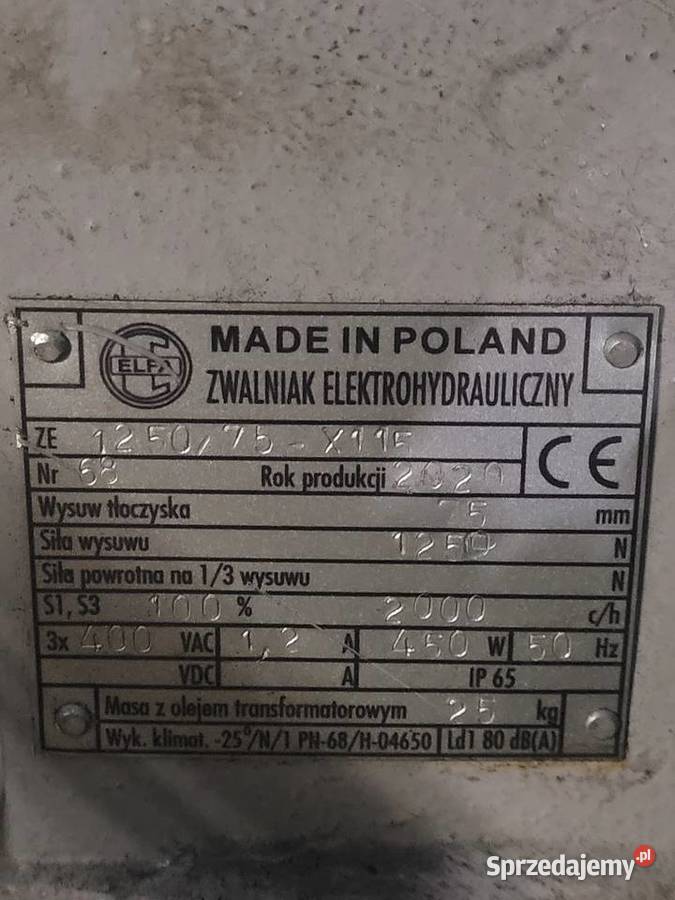 ELFA
MADE IN POLAND
ZWALNIAK ELEKTROHYDRAULICZNY
ZE 1250/75-X115
Nr 68 Rok produkcji 2020
CE
Wysuw tłoczyska 75 mm
Siła wysuwu 1250 N
Siła powrotna na 1/3 wysuwu N
S1, S3 100 % 2000 c/h
3x 400 VAC 1,2 A 450 W 50 Hz
VDC A IP 65
Masa z olejem transformatorowym 25 kg
Wyk. klimat. -25°/N/1 PN-68/H-04650 Ld1 80 dB(A)
Sprzedajemy.pl